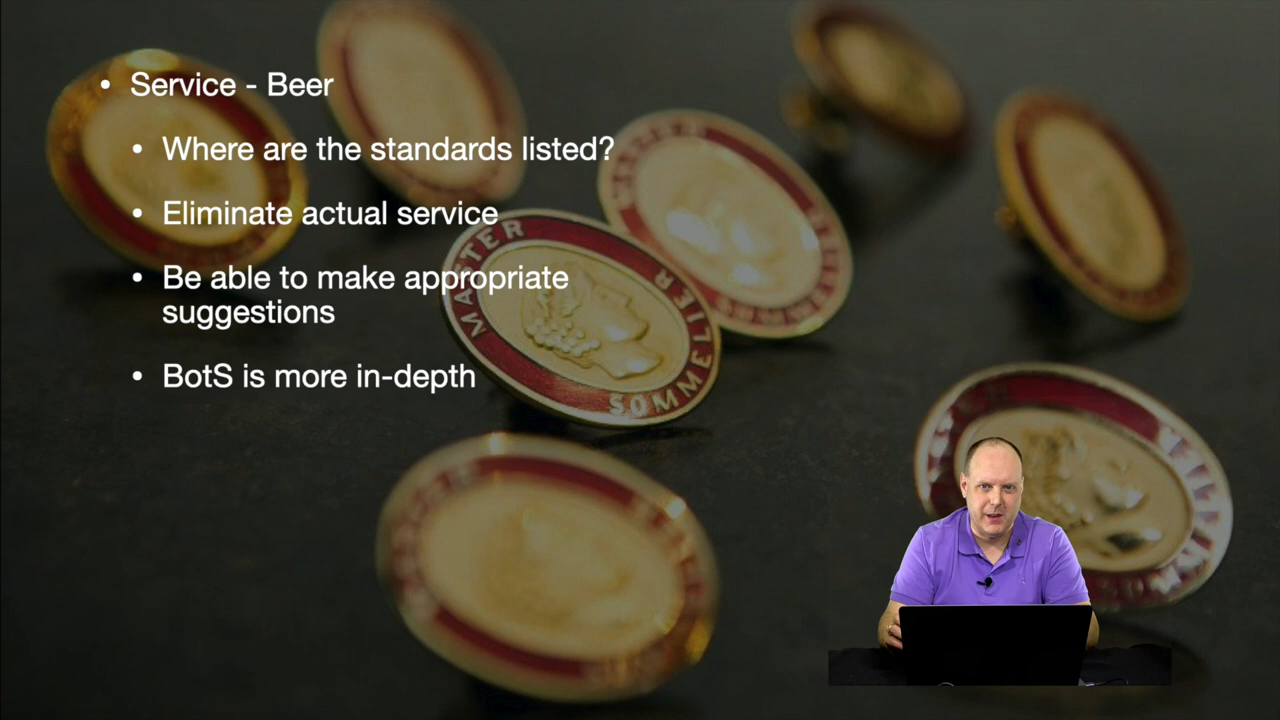 • Service - Beer
• Where are the standards listed?
• Eliminate actual service
• Be able to make appropriate
suggestions
• BotS is more in-depth
MASTER
SOMMELIER